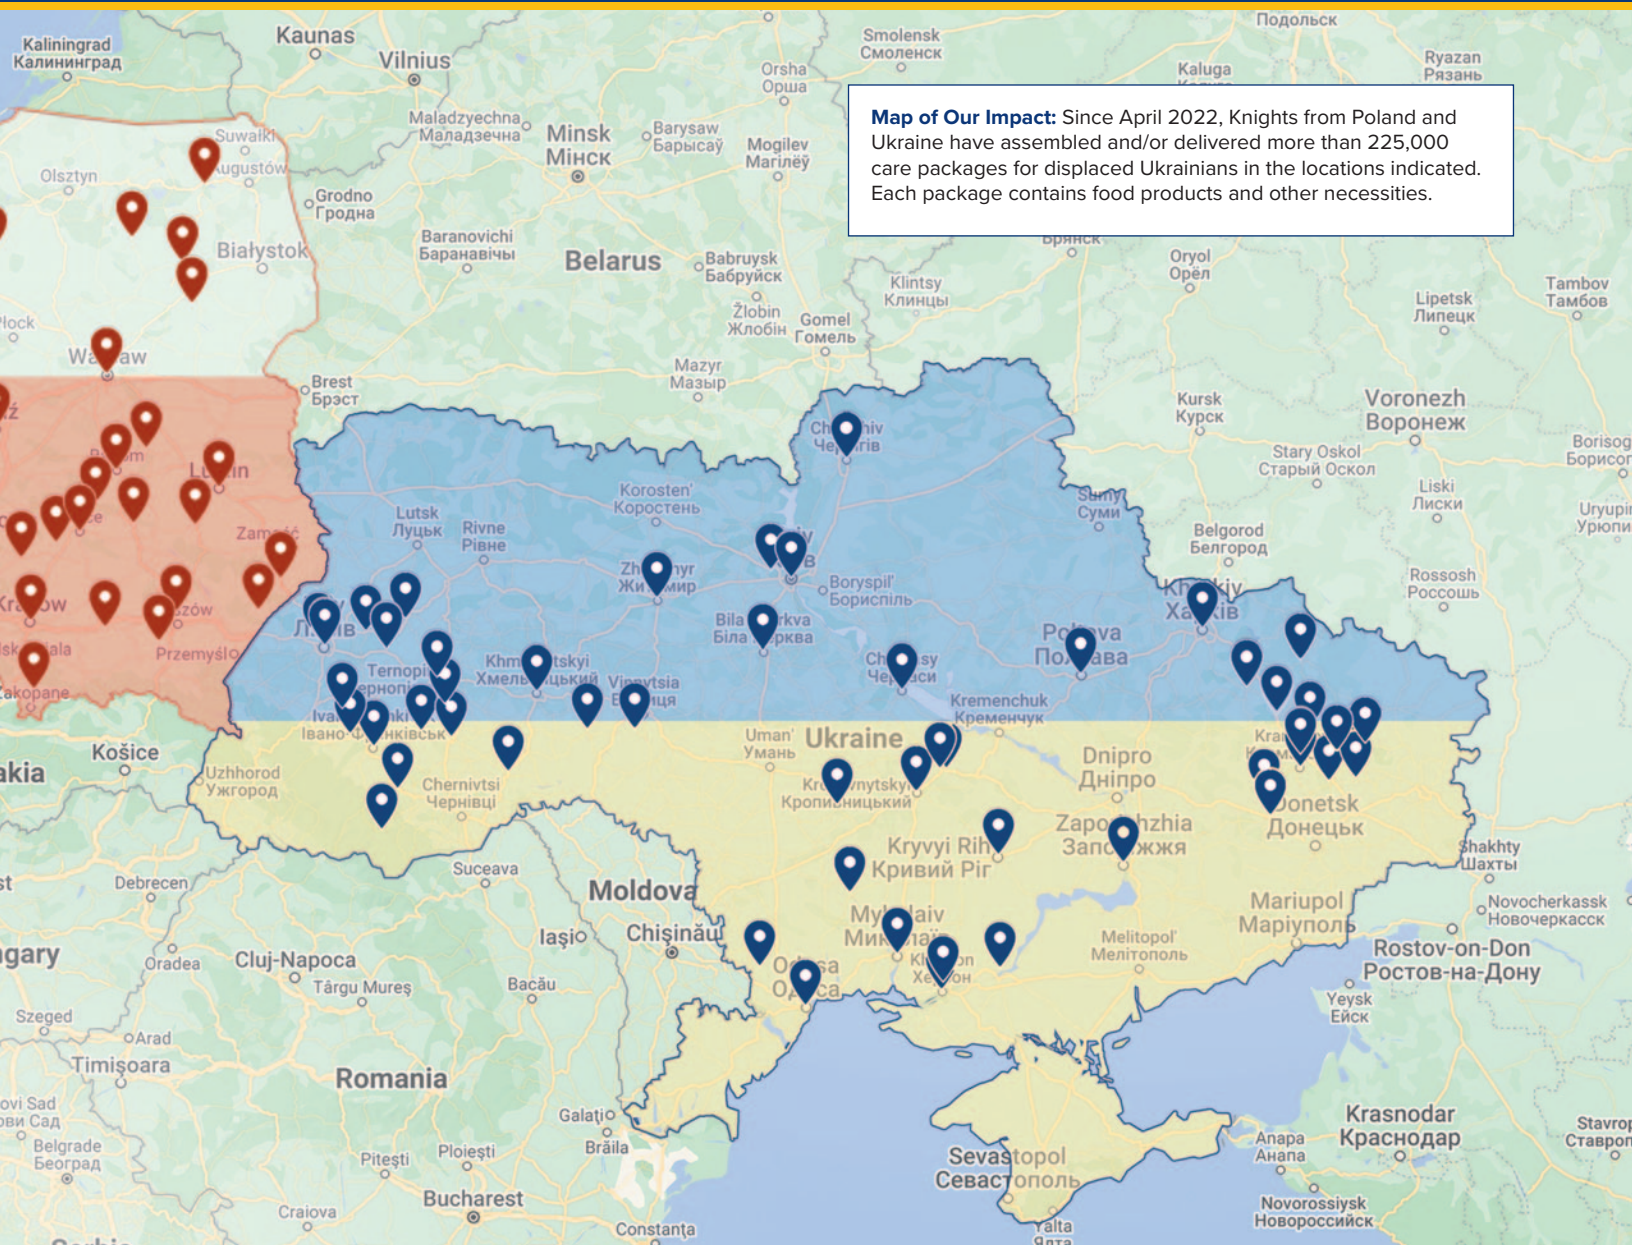 Map of Our Impact: Since April 2022, Knights from Poland and
Ukraine have assembled and/or delivered more than 225,000
care packages for displaced Ukrainians in the locations indicated.
Each package contains food products and other necessities.
Kaliningrad
Калининград
Kaunas
Vilnius
Smolensk
Смоленск
Подольск
Orsha
Орша
Kaluga
Ryazan
Рязань
Suwałki
Augustów
Olsztyn
Maladzyechna
Маладзечна
Minsk
Мінск
Barysaw
Барысаў
Mogilev
Магілёў
Grodno
Гродна
Białystok
Baranovichi
Баранавічы
Belarus
Babruysk
Бабруйск
Klintsy
Клинцы
Брянск
Oryol
Орёл
Lipetsk
Липецк
Tambov
Тамбов
Žlobin
Жлобін
Gomel
Гомель
Mazyr
Мазыр
Brest
Брэст
Kursk
Курск
Voronezh
Воронеж
Stary Oskol
Старый Оскол
Liski
Лиски
Korosten'
Коростень
Sumy
Суми
Lutsk
Луцьк
Rivne
Рівне
Belgorod
Белгород
Rossosh
Россошь
Boryspil'
Бориспіль
Przemyśl
Zakopane
Kremenchuk
Кременчук
Košice
Uzhhorod
Ужгород
Chernivtsi
Чернівці
Uman'
Умань
Ukraine
Dnipro
Дніпро
Donetsk
Донецьк
Kryvyi Rih
Кривий Ріг
Shakhty
Шахты
Debrecen
Suceava
Moldova
Mariupol
Маріуполь
Novocherkassk
Новочеркасск
Iași
Chișinău
Melitopol'
Мелітополь
Rostov-on-Don
Ростов-на-Дону
Oradea
Cluj-Napoca
Târgu Mureș
Bacău
Yeysk
Ейск
Szeged
Arad
Timișoara
Romania
Galați
Brăila
Krasnodar
Краснодар
Belgrade
Београд
Pitești
Ploiești
Sevastopol
Севастополь
Anapa
Анапа
Bucharest
Craiova
Constanța
Yalta
Novorossiysk
Новороссийск